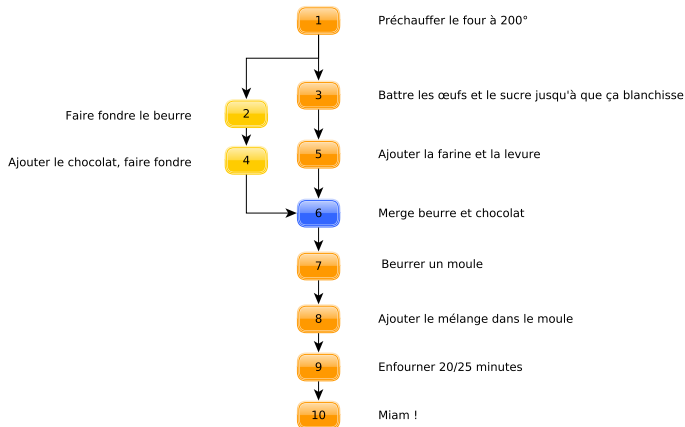 1 Préchauffer le four à 200°
3 Battre les œufs et le sucre jusqu'à que ça blanchisse
Faire fondre le beurre 2
5 Ajouter la farine et la levure
Ajouter le chocolat, faire fondre 4
6 Merge beurre et chocolat
7 Beurrer un moule
8 Ajouter le mélange dans le moule
9 Enfourner 20/25 minutes
10 Miam !